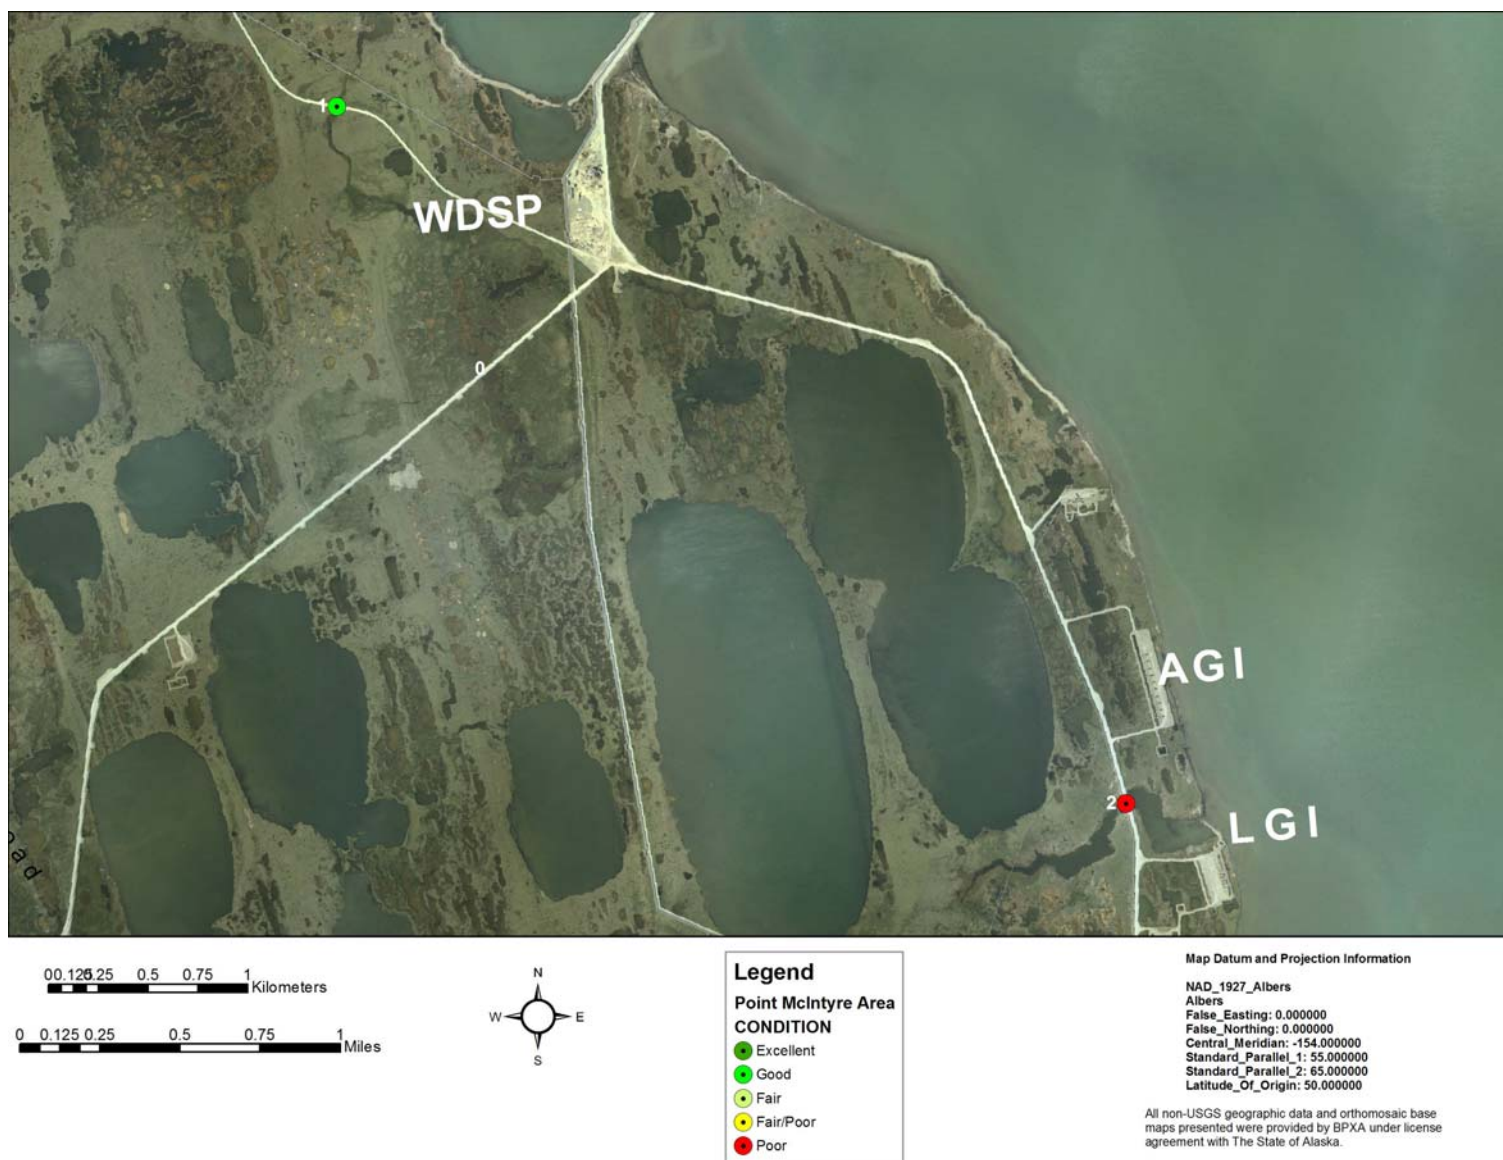 1
WDSP
0
AGI
2
LGI
oad
00.1250.25 0.5 0.75 1
Kilometers
0 0.125 0.25 0.5 0.75 1
Miles
N
W E
S
Legend
Point McIntyre Area
CONDITION
Excellent
Good
Fair
Fair/Poor
Poor
Map Datum and Projection Information
NAD_1927_Albers
Albers
False_Easting: 0.000000
False_Northing: 0.000000
Central_Meridian: -154.000000
Standard_Parallel_1: 55.000000
Standard_Parallel_2: 65.000000
Latitude_Of_Origin: 50.000000
All non-USGS geographic data and orthomosaic base
maps presented were provided by BPXA under license
agreement with The State of Alaska.